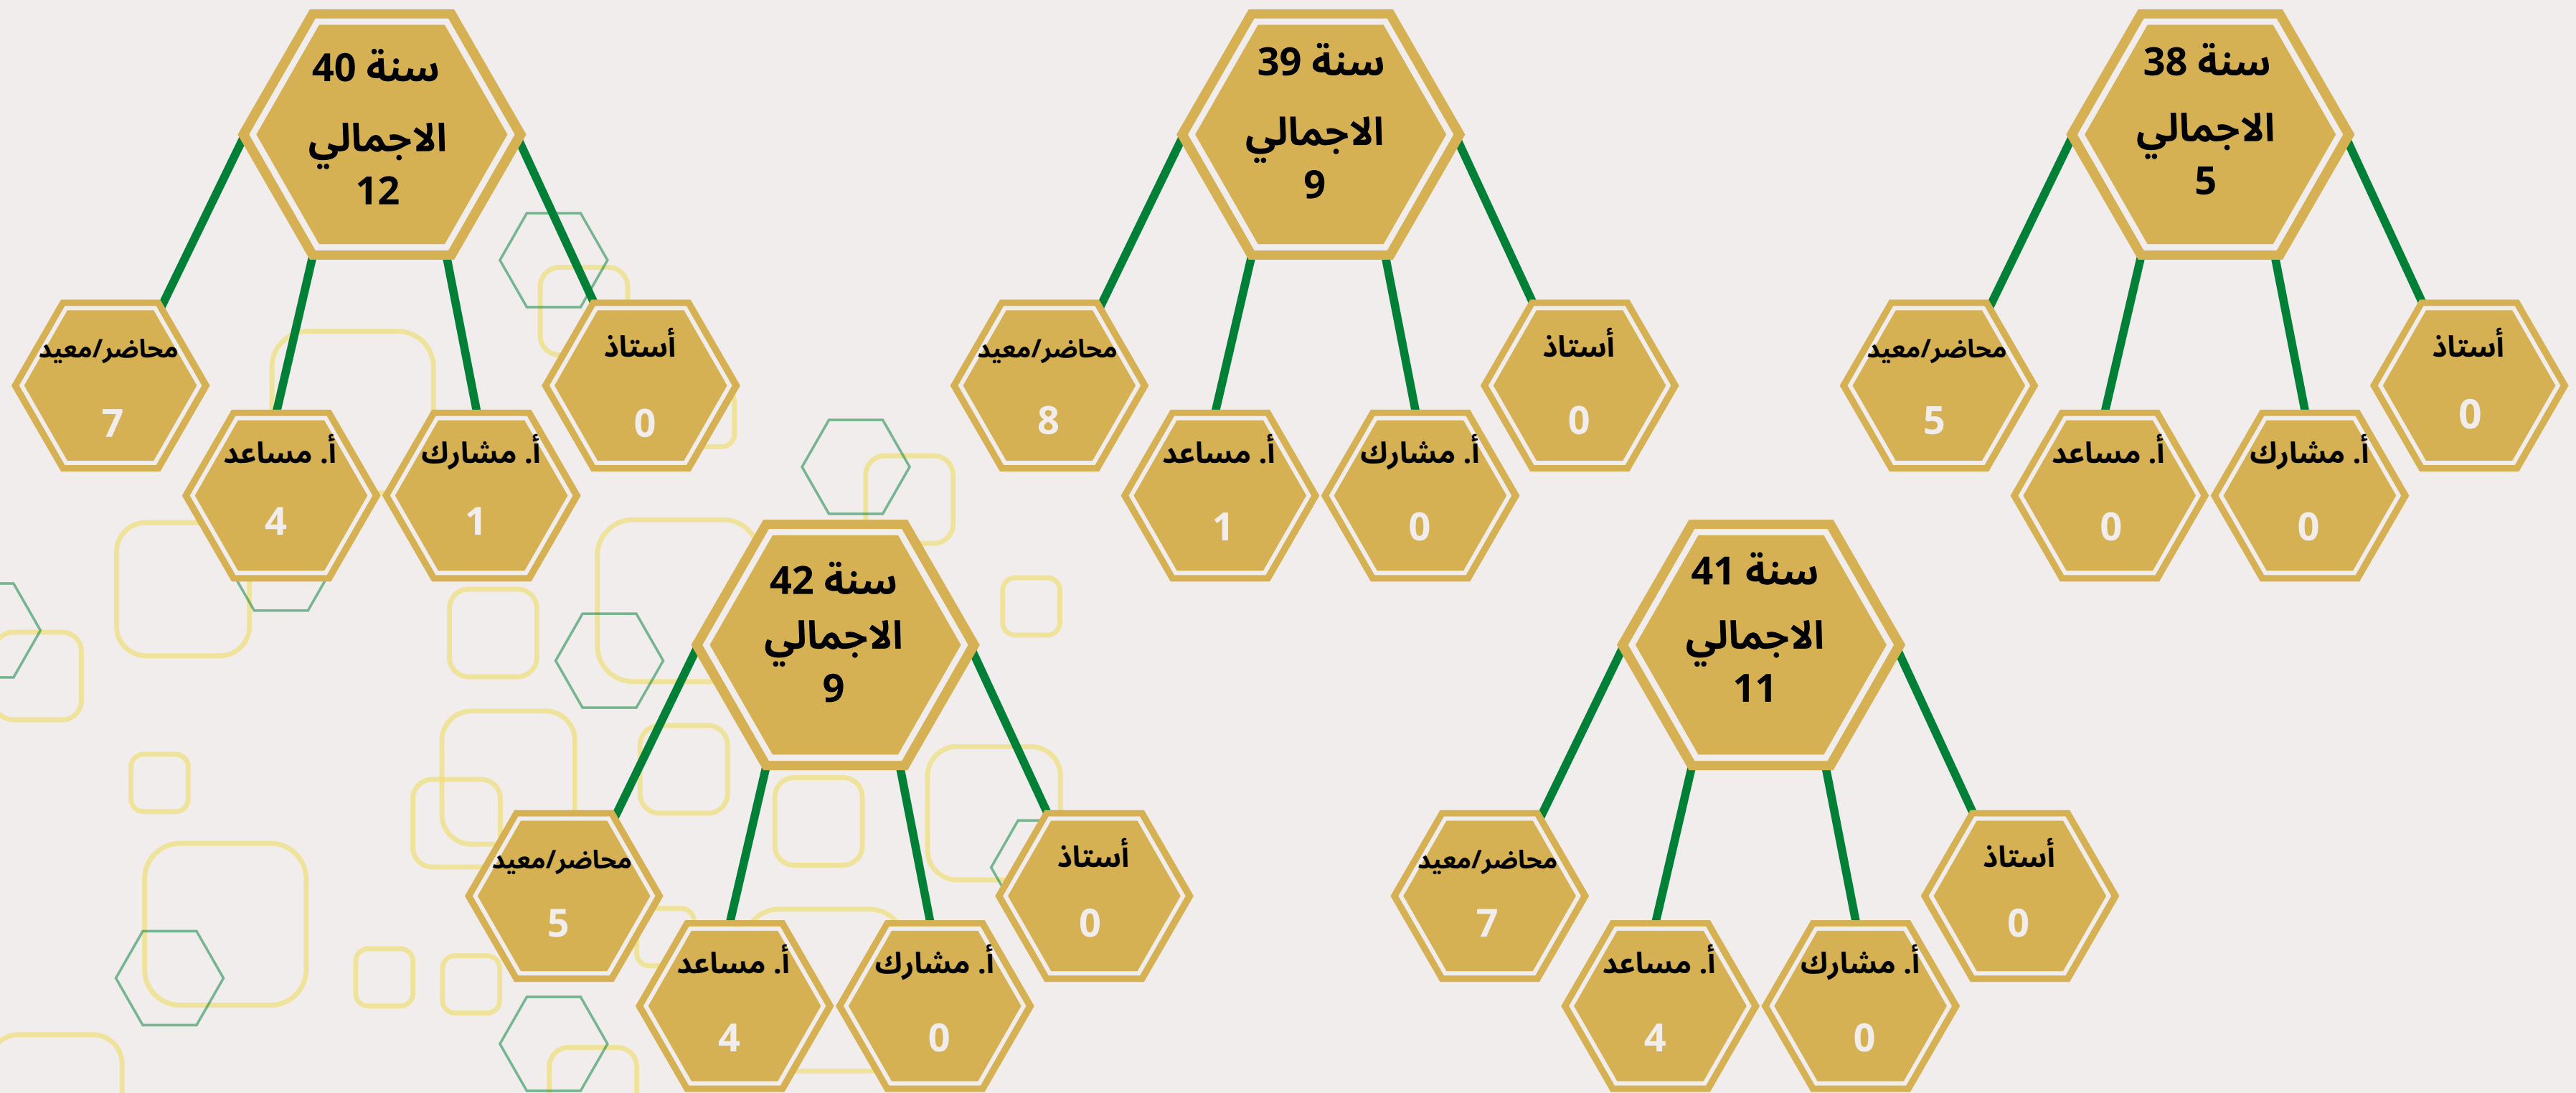 سنة 38
الاجمالي
5
أستاذ
0
أ. مشارك
0
أ. مساعد
0
محاضر/معيد
5
سنة 39
الاجمالي
9
أستاذ
0
أ. مشارك
0
أ. مساعد
1
محاضر/معيد
8
سنة 40
الاجمالي
12
أستاذ
0
أ. مشارك
1
أ. مساعد
4
محاضر/معيد
7
سنة 41
الاجمالي
11
أستاذ
0
أ. مشارك
0
أ. مساعد
4
محاضر/معيد
7
سنة 42
الاجمالي
9
أستاذ
0
أ. مشارك
0
أ. مساعد
4
محاضر/معيد
5